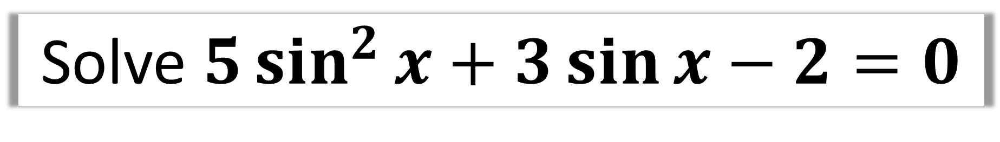 Solve 5 sin² x + 3 sin x − 2 = 0